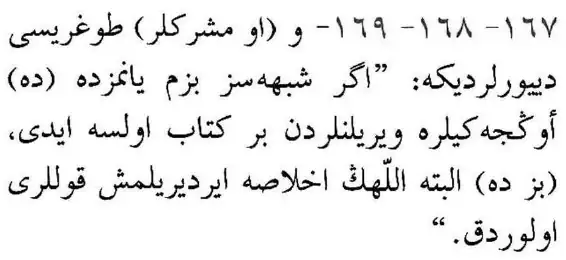 ١٦٧- ١٦٨- ١٦٩- و (او مشركلر) طوغريسى
دييورلرديكه: ”اگر شبهه‌سز بزم يانمزده (ده)
أوڭجه‌كيلره ويريلنلردن بر كتاب اولسه ايدى،
(بز ده) البته اللّهڭ اخلاصه ايرديريلمش قوللرى
اولوردق.“